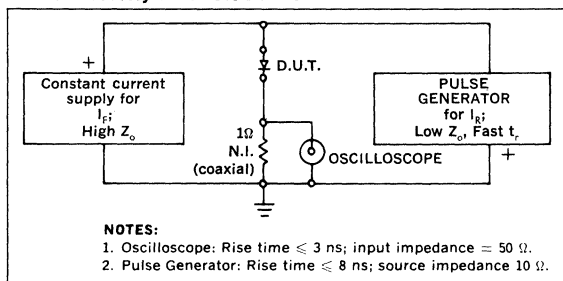 +
D.U.T.
Constant current
supply for
I_F;
High Z_o
PULSE
GENERATOR
for I_R;
Low Z_o, Fast t_r
+
1Ω
N.I.
(coaxial)
OSCILLOSCOPE
NOTES:
1. Oscilloscope: Rise time ⩽ 3 ns; input impedance = 50 Ω.
2. Pulse Generator: Rise time ⩽ 8 ns; source impedance 10 Ω.